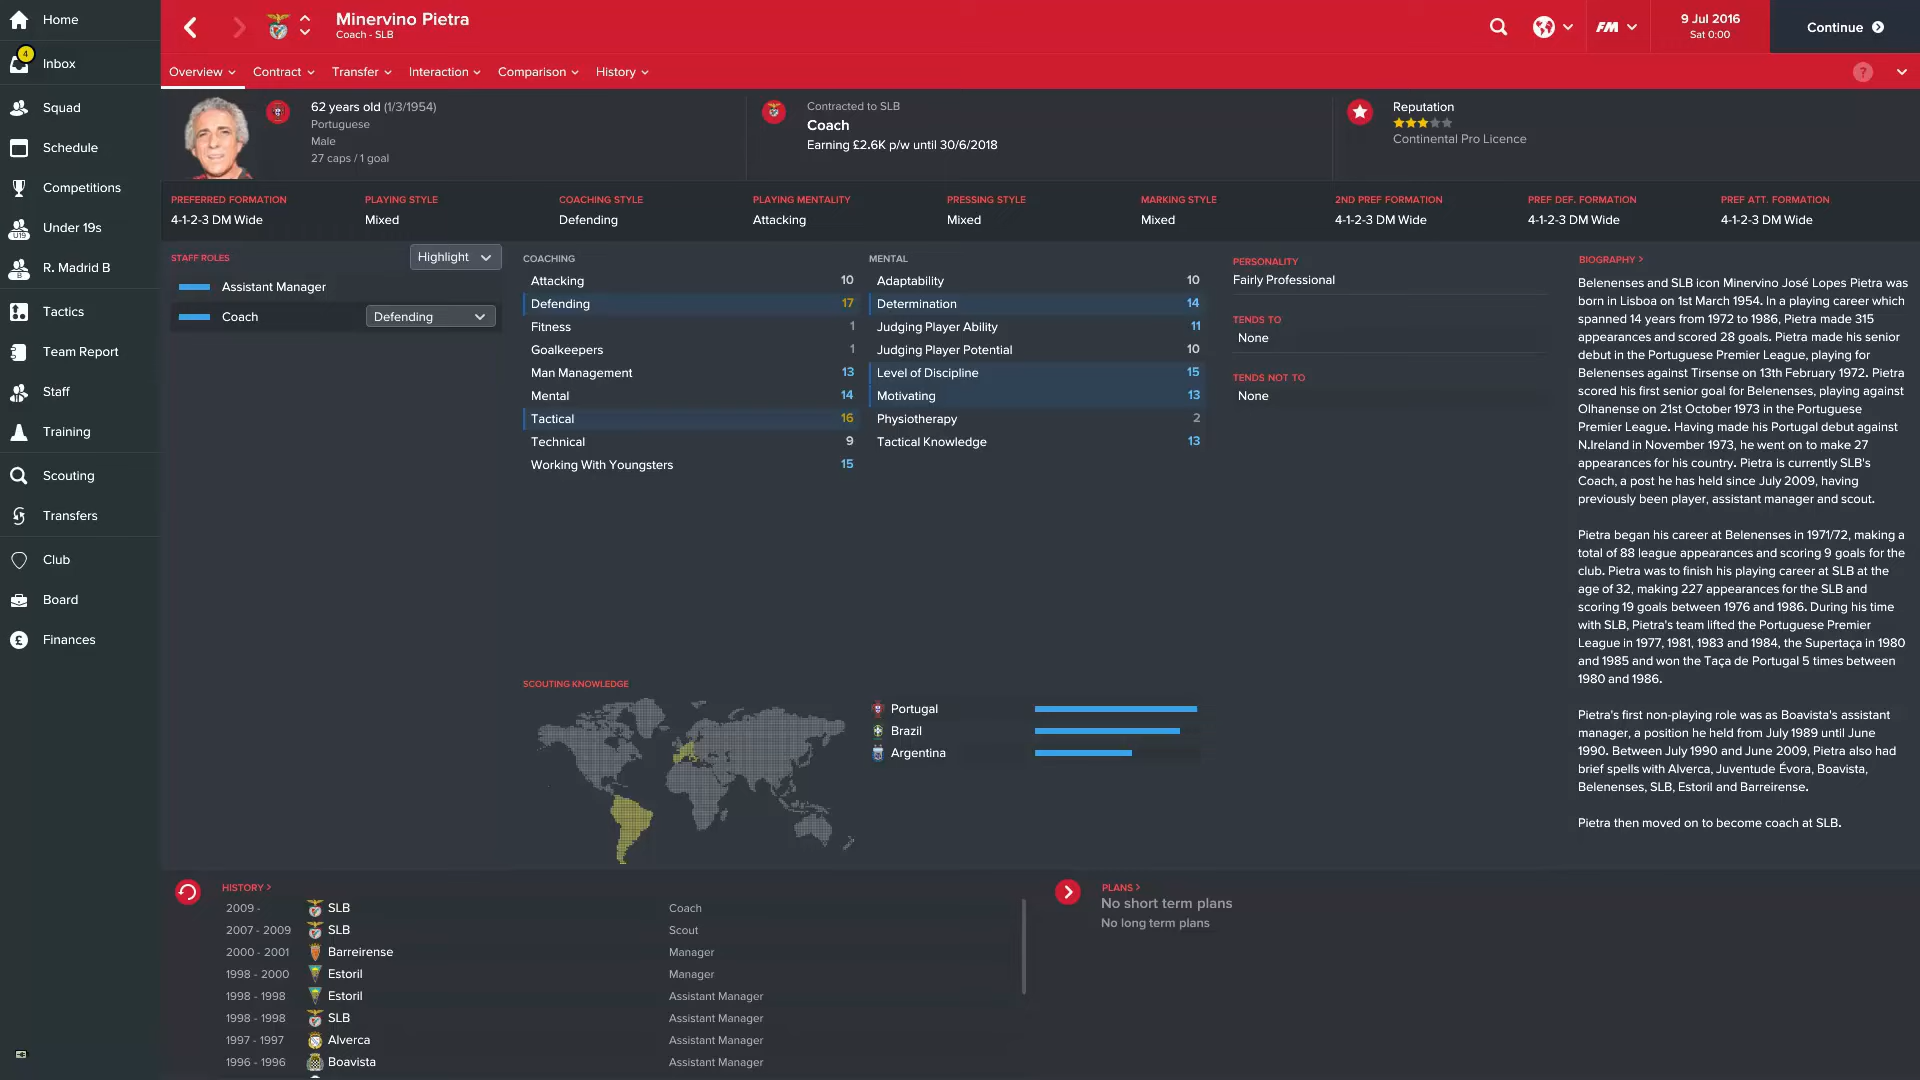 Home
4
Inbox
Squad
Schedule
Competitions
U19
Under 19s
B
R. Madrid B
Tactics
Team Report
Staff
Training
Scouting
Transfers
Club
Board
Finances
Minervino Pietra
Coach - SLB
FM
9 Jul 2016
Sat 0:00
Continue
Overview
Contract
Transfer
Interaction
Comparison
History
?
62 years old (1/3/1954)
Portuguese
Male
27 caps / 1 goal
Contracted to SLB
Coach
Earning £2.6K p/w until 30/6/2018
Reputation
Continental Pro Licence
PREFERRED FORMATION
4-1-2-3 DM Wide
PLAYING STYLE
Mixed
COACHING STYLE
Defending
PLAYING MENTALITY
Attacking
PRESSING STYLE
Mixed
MARKING STYLE
Mixed
2ND PREF FORMATION
4-1-2-3 DM Wide
PREF DEF. FORMATION
4-1-2-3 DM Wide
PREF ATT. FORMATION
4-1-2-3 DM Wide
STAFF ROLES
Highlight
Assistant Manager
Coach Defending
COACHING
Attacking 10
Defending 17
Fitness 1
Goalkeepers 1
Man Management 13
Mental 14
Tactical 16
Technical 9
Working With Youngsters 15
MENTAL
Adaptability 10
Determination 14
Judging Player Ability 11
Judging Player Potential 10
Level of Discipline 15
Motivating 13
Physiotherapy 2
Tactical Knowledge 13
PERSONALITY
Fairly Professional
TENDS TO
None
TENDS NOT TO
None
BIOGRAPHY >
Belenenses and SLB icon Minervino José Lopes Pietra was
born in Lisboa on 1st March 1954. In a playing career which
spanned 14 years from 1972 to 1986, Pietra made 315
appearances and scored 28 goals. Pietra made his senior
debut in the Portuguese Premier League, playing for
Belenenses against Tirsense on 13th February 1972. Pietra
scored his first senior goal for Belenenses, playing against
Olhanense on 21st October 1973 in the Portuguese
Premier League. Having made his Portugal debut against
N.Ireland in November 1973, he went on to make 27
appearances for his country. Pietra is currently SLB's
Coach, a post he has held since July 2009, having
previously been player, assistant manager and scout.
Pietra began his career at Belenenses in 1971/72, making a
total of 88 league appearances and scoring 9 goals for the
club. Pietra was to finish his playing career at SLB at the
age of 32, making 227 appearances for the SLB and
scoring 19 goals between 1976 and 1986. During his time
with SLB, Pietra's team lifted the Portuguese Premier
League in 1977, 1981, 1983 and 1984, the Supertaça in 1980
and 1985 and won the Taça de Portugal 5 times between
1980 and 1986.
Pietra's first non-playing role was as Boavista's assistant
manager, a position he held from July 1989 until June
1990. Between July 1990 and June 2009, Pietra also had
brief spells with Alverca, Juventude Évora, Boavista,
Belenenses, SLB, Estoril and Barreirense.
Pietra then moved on to become coach at SLB.
SCOUTING KNOWLEDGE
Portugal
Brazil
Argentina
HISTORY >
2009 - SLB Coach
2007 - 2009 SLB Scout
2000 - 2001 Barreirense Manager
1998 - 2000 Estoril Manager
1998 - 1998 Estoril Assistant Manager
1998 - 1998 SLB Assistant Manager
1997 - 1997 Alverca Assistant Manager
1996 - 1996 Boavista Assistant Manager
PLANS >
No short term plans
No long term plans